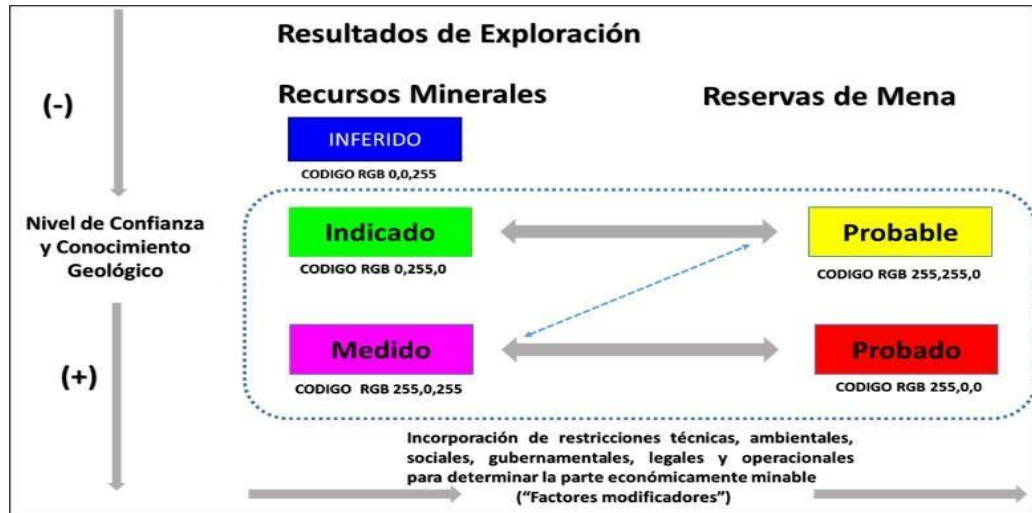 Resultados de Exploración
(-)
Recursos Minerales
Reservas de Mena
INFERIDO
CODIGO RGB 0,0,255
Nivel de Confianza
y Conocimiento
Geológico
Indicado
CODIGO RGB 0,255,0
Probable
CODIGO RGB 255,255,0
(+)
Medido
CODIGO RGB 255,0,255
Probado
CODIGO RGB 255,0,0
Incorporación de restricciones técnicas, ambientales,
sociales, gubernamentales, legales y operacionales
para determinar la parte económicamente minable
(“Factores modificadores”)